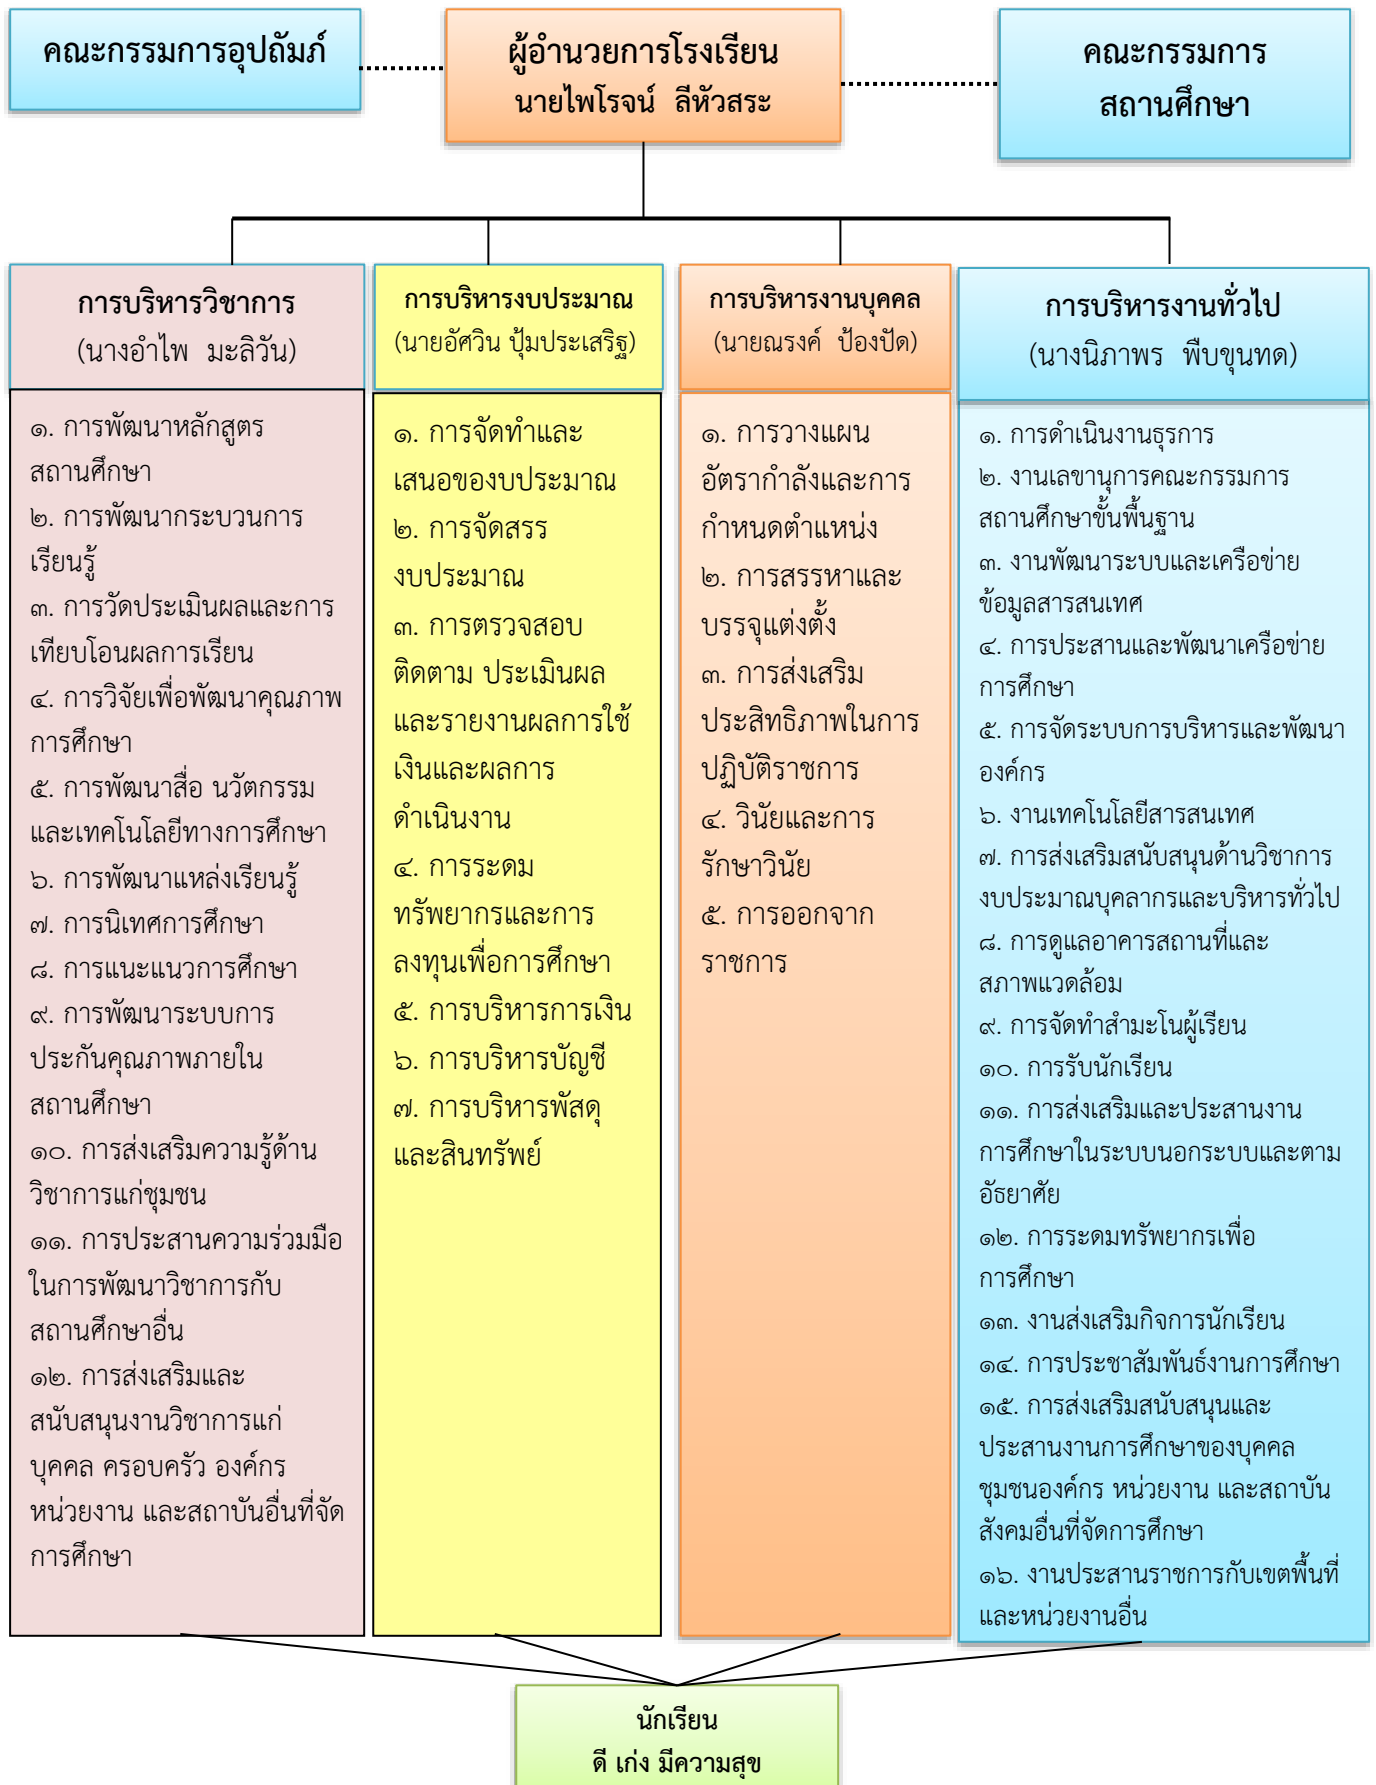 คณะกรรมการอุปถัมภ์
ผู้อำนวยการโรงเรียน
นายไพโรจน์ ลีหัวสระ
คณะกรรมการ
สถานศึกษา
การบริหารวิชาการ
(นางอำไพ มะลิวัน)
๑. การพัฒนาหลักสูตร
สถานศึกษา
๒. การพัฒนากระบวนการ
เรียนรู้
๓. การวัดประเมินผลและการ
เทียบโอนผลการเรียน
๔. การวิจัยเพื่อพัฒนาคุณภาพ
การศึกษา
๕. การพัฒนาสื่อ นวัตกรรม
และเทคโนโลยีทางการศึกษา
๖. การพัฒนาแหล่งเรียนรู้
๗. การนิเทศการศึกษา
๘. การแนะแนวการศึกษา
๙. การพัฒนาระบบการ
ประกันคุณภาพภายใน
สถานศึกษา
๑๐. การส่งเสริมความรู้ด้าน
วิชาการแก่ชุมชน
๑๑. การประสานความร่วมมือ
ในการพัฒนาวิชาการกับ
สถานศึกษาอื่น
๑๒. การส่งเสริมและ
สนับสนุนงานวิชาการแก่
บุคคล ครอบครัว องค์กร
หน่วยงาน และสถาบันอื่นที่จัด
การศึกษา
การบริหารงบประมาณ
(นายอัศวิน ปุ้มประเสริฐ)
๑. การจัดทำและ
เสนอของบประมาณ
๒. การจัดสรร
งบประมาณ
๓. การตรวจสอบ
ติดตาม ประเมินผล
และรายงานผลการใช้
เงินและผลการ
ดำเนินงาน
๔. การระดม
ทรัพยากรและการ
ลงทุนเพื่อการศึกษา
๕. การบริหารการเงิน
๖. การบริหารบัญชี
๗. การบริหารพัสดุ
และสินทรัพย์
การบริหารงานบุคคล
(นายณรงค์ ป้องปัด)
๑. การวางแผน
อัตรากำลังและการ
กำหนดตำแหน่ง
๒. การสรรหาและ
บรรจุแต่งตั้ง
๓. การส่งเสริม
ประสิทธิภาพในการ
ปฏิบัติราชการ
๔. วินัยและการ
รักษาวินัย
๕. การออกจาก
ราชการ
การบริหารงานทั่วไป
(นางนิภาพร พืบขุนทด)
๑. การดำเนินงานธุรการ
๒. งานเลขานุการคณะกรรมการ
สถานศึกษาขั้นพื้นฐาน
๓. งานพัฒนาระบบและเครือข่าย
ข้อมูลสารสนเทศ
๔. การประสานและพัฒนาเครือข่าย
การศึกษา
๕. การจัดระบบการบริหารและพัฒนา
องค์กร
๖. งานเทคโนโลยีสารสนเทศ
๗. การส่งเสริมสนับสนุนด้านวิชาการ
งบประมาณบุคลากรและบริหารทั่วไป
๘. การดูแลอาคารสถานที่และ
สภาพแวดล้อม
๙. การจัดทำสำมะโนผู้เรียน
๑๐. การรับนักเรียน
๑๑. การส่งเสริมและประสานงาน
การศึกษาในระบบนอกระบบและตาม
อัธยาศัย
๑๒. การระดมทรัพยากรเพื่อ
การศึกษา
๑๓. งานส่งเสริมกิจการนักเรียน
๑๔. การประชาสัมพันธ์งานการศึกษา
๑๕. การส่งเสริมสนับสนุนและ
ประสานงานการศึกษาของบุคคล
ชุมชนองค์กร หน่วยงาน และสถาบัน
สังคมอื่นที่จัดการศึกษา
๑๖. งานประสานราชการกับเขตพื้นที่
และหน่วยงานอื่น
นักเรียน
ดี เก่ง มีความสุข